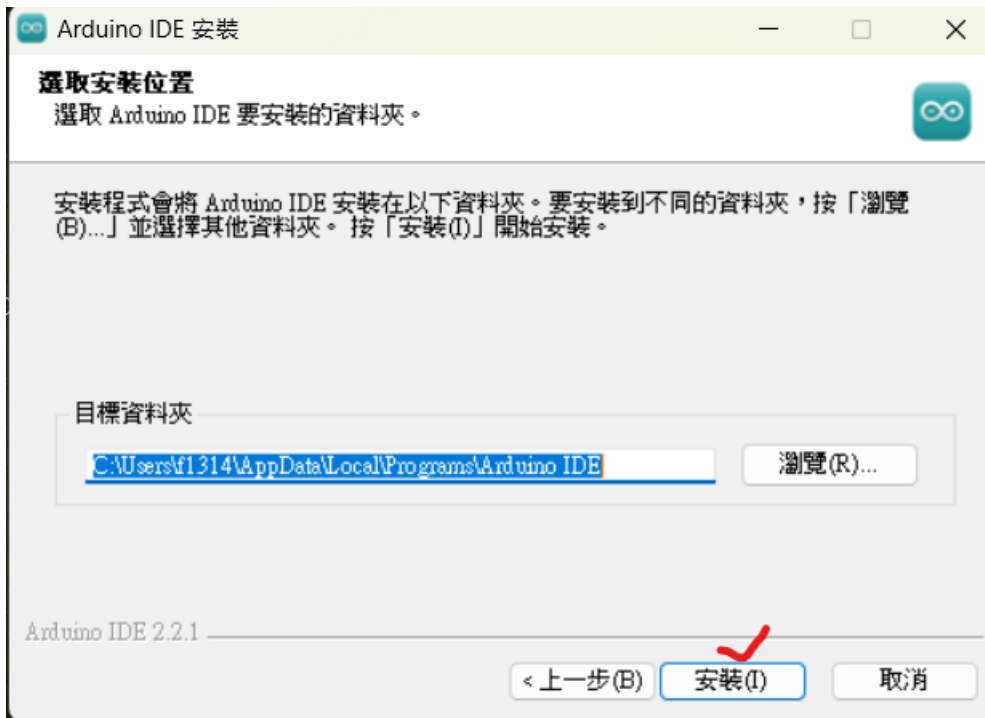 Arduino IDE 安裝
選取安裝位置
選取 Arduino IDE 要安裝的資料夾。
安裝程式會將 Arduino IDE 安裝在以下資料夾。要安裝到不同的資料夾，按「瀏覽
(B)...」並選擇其他資料夾。 按「安裝(I)」開始安裝。
目標資料夾
C:\Users\f1314\AppData\Local\Programs\Arduino IDE
瀏覽(R)...
Arduino IDE 2.2.1
< 上一步(B)
安裝(I)
取消